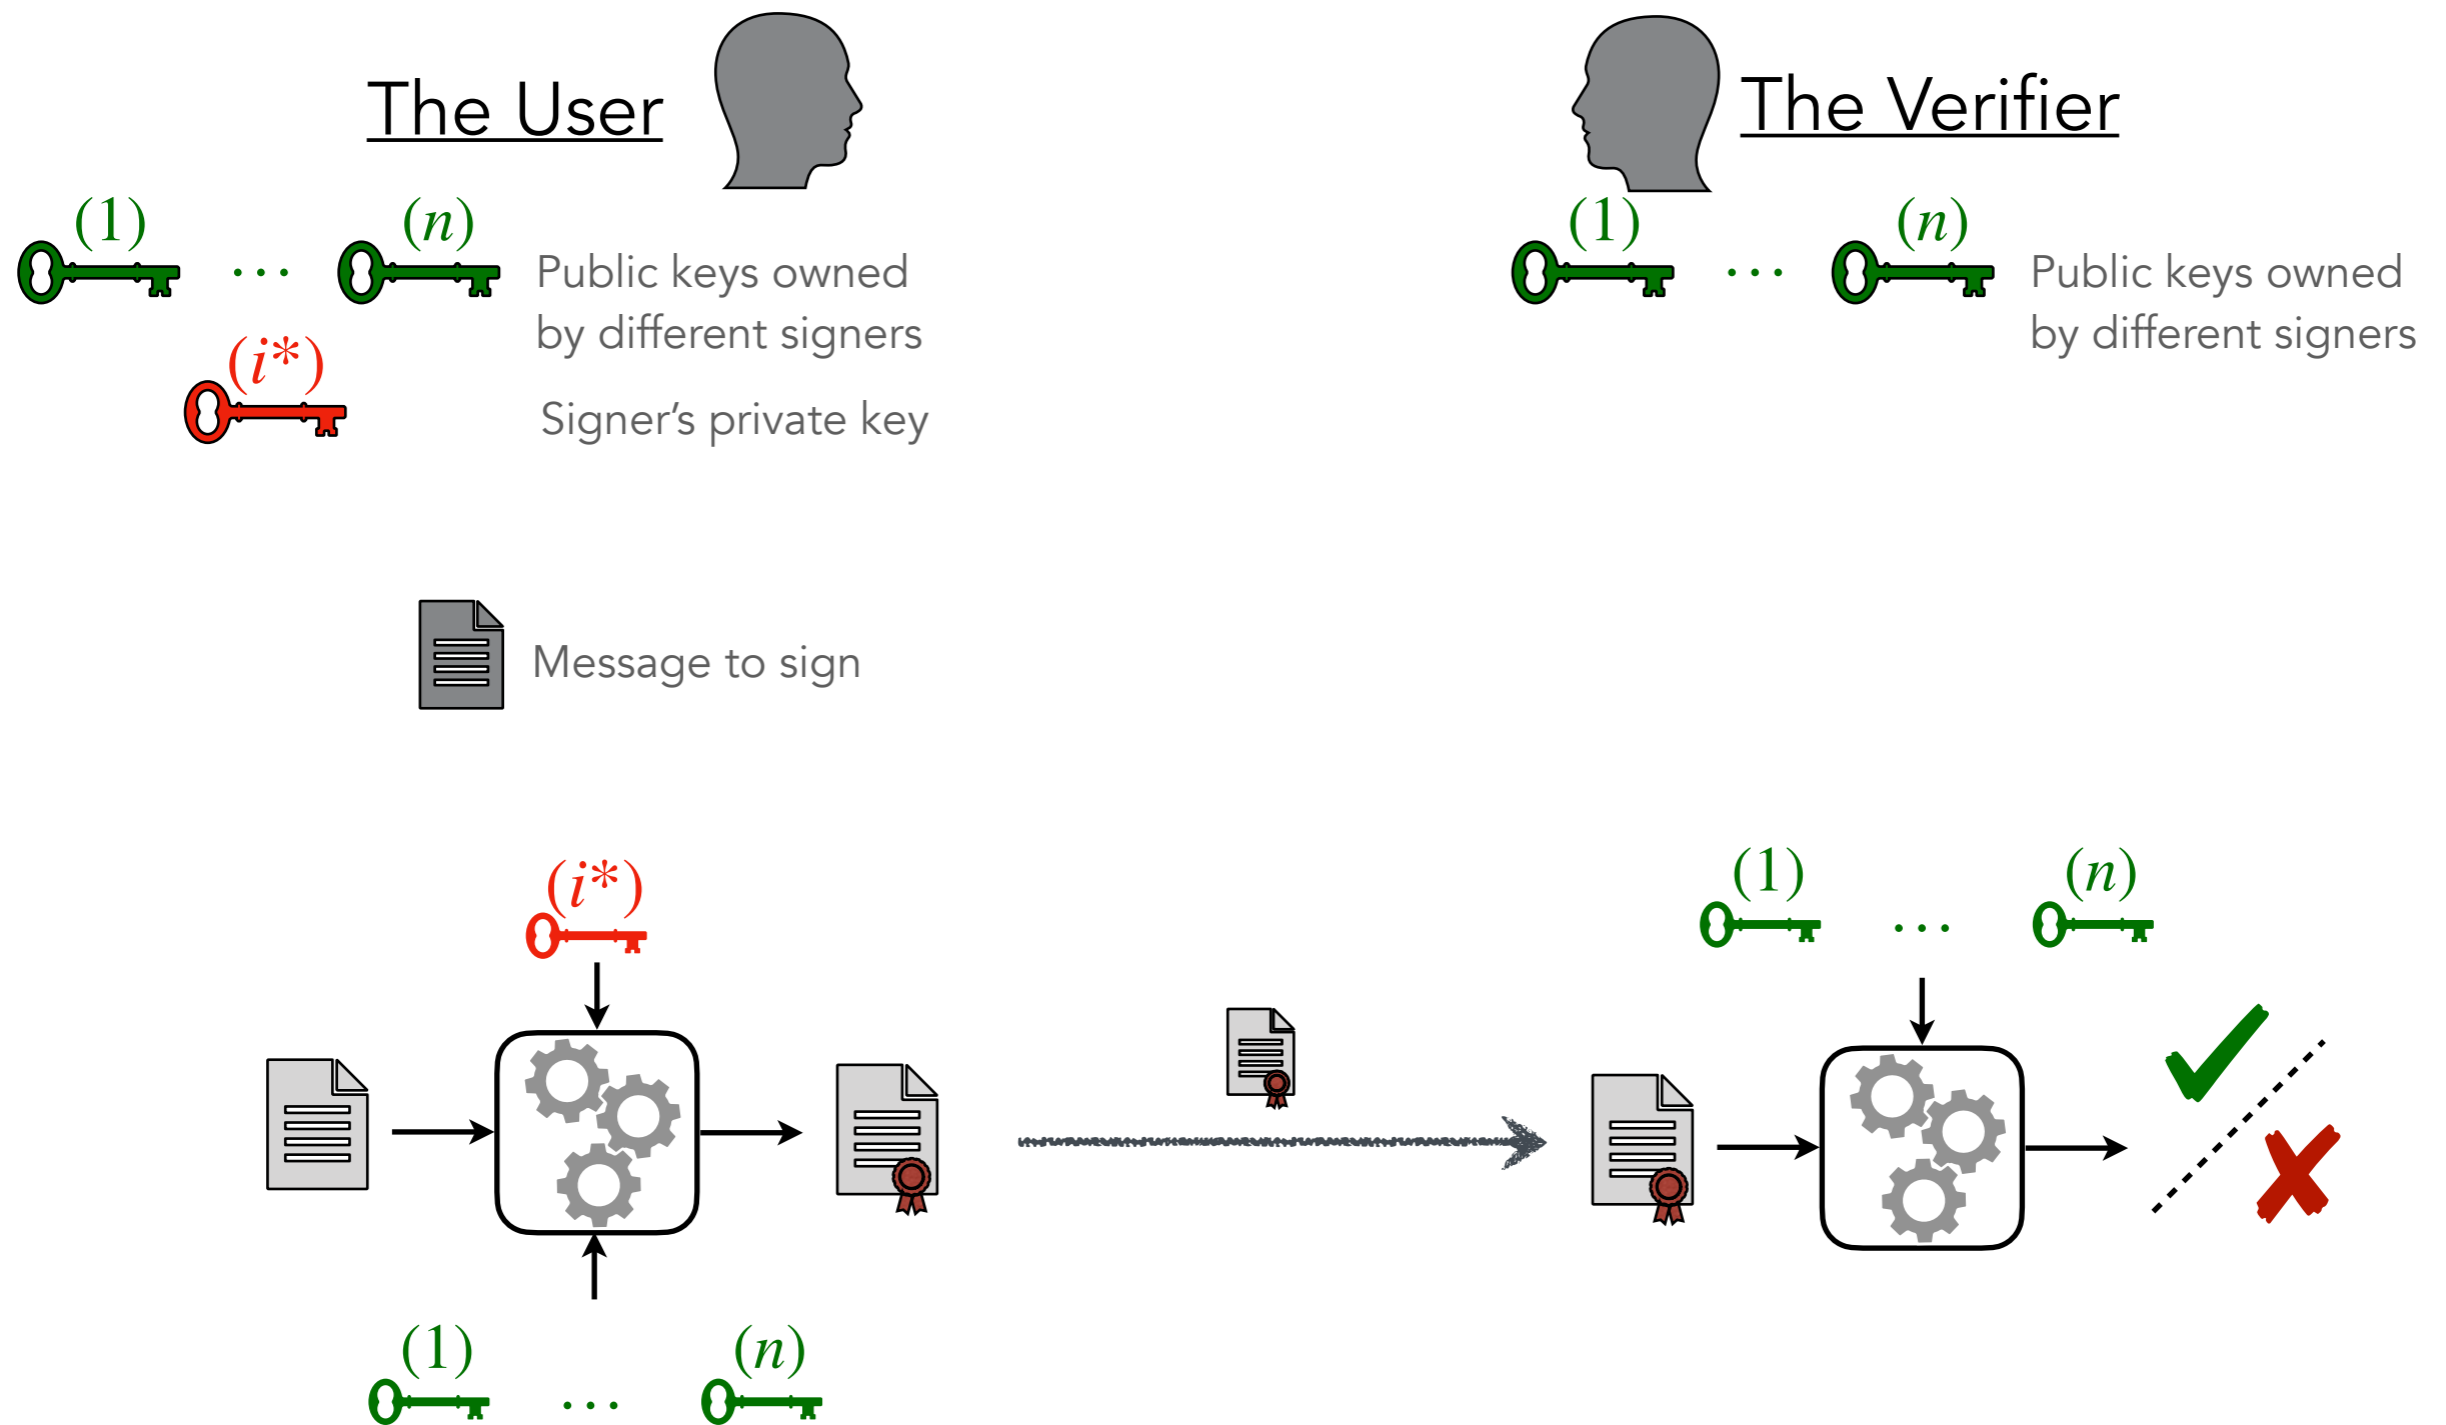 The User
The Verifier
(1) ... (n)
Public keys owned
by different signers
(i*)
Signer's private key
(1) ... (n)
Public keys owned
by different signers
Message to sign
(i*)
(1) ... (n)
(1) ... (n)